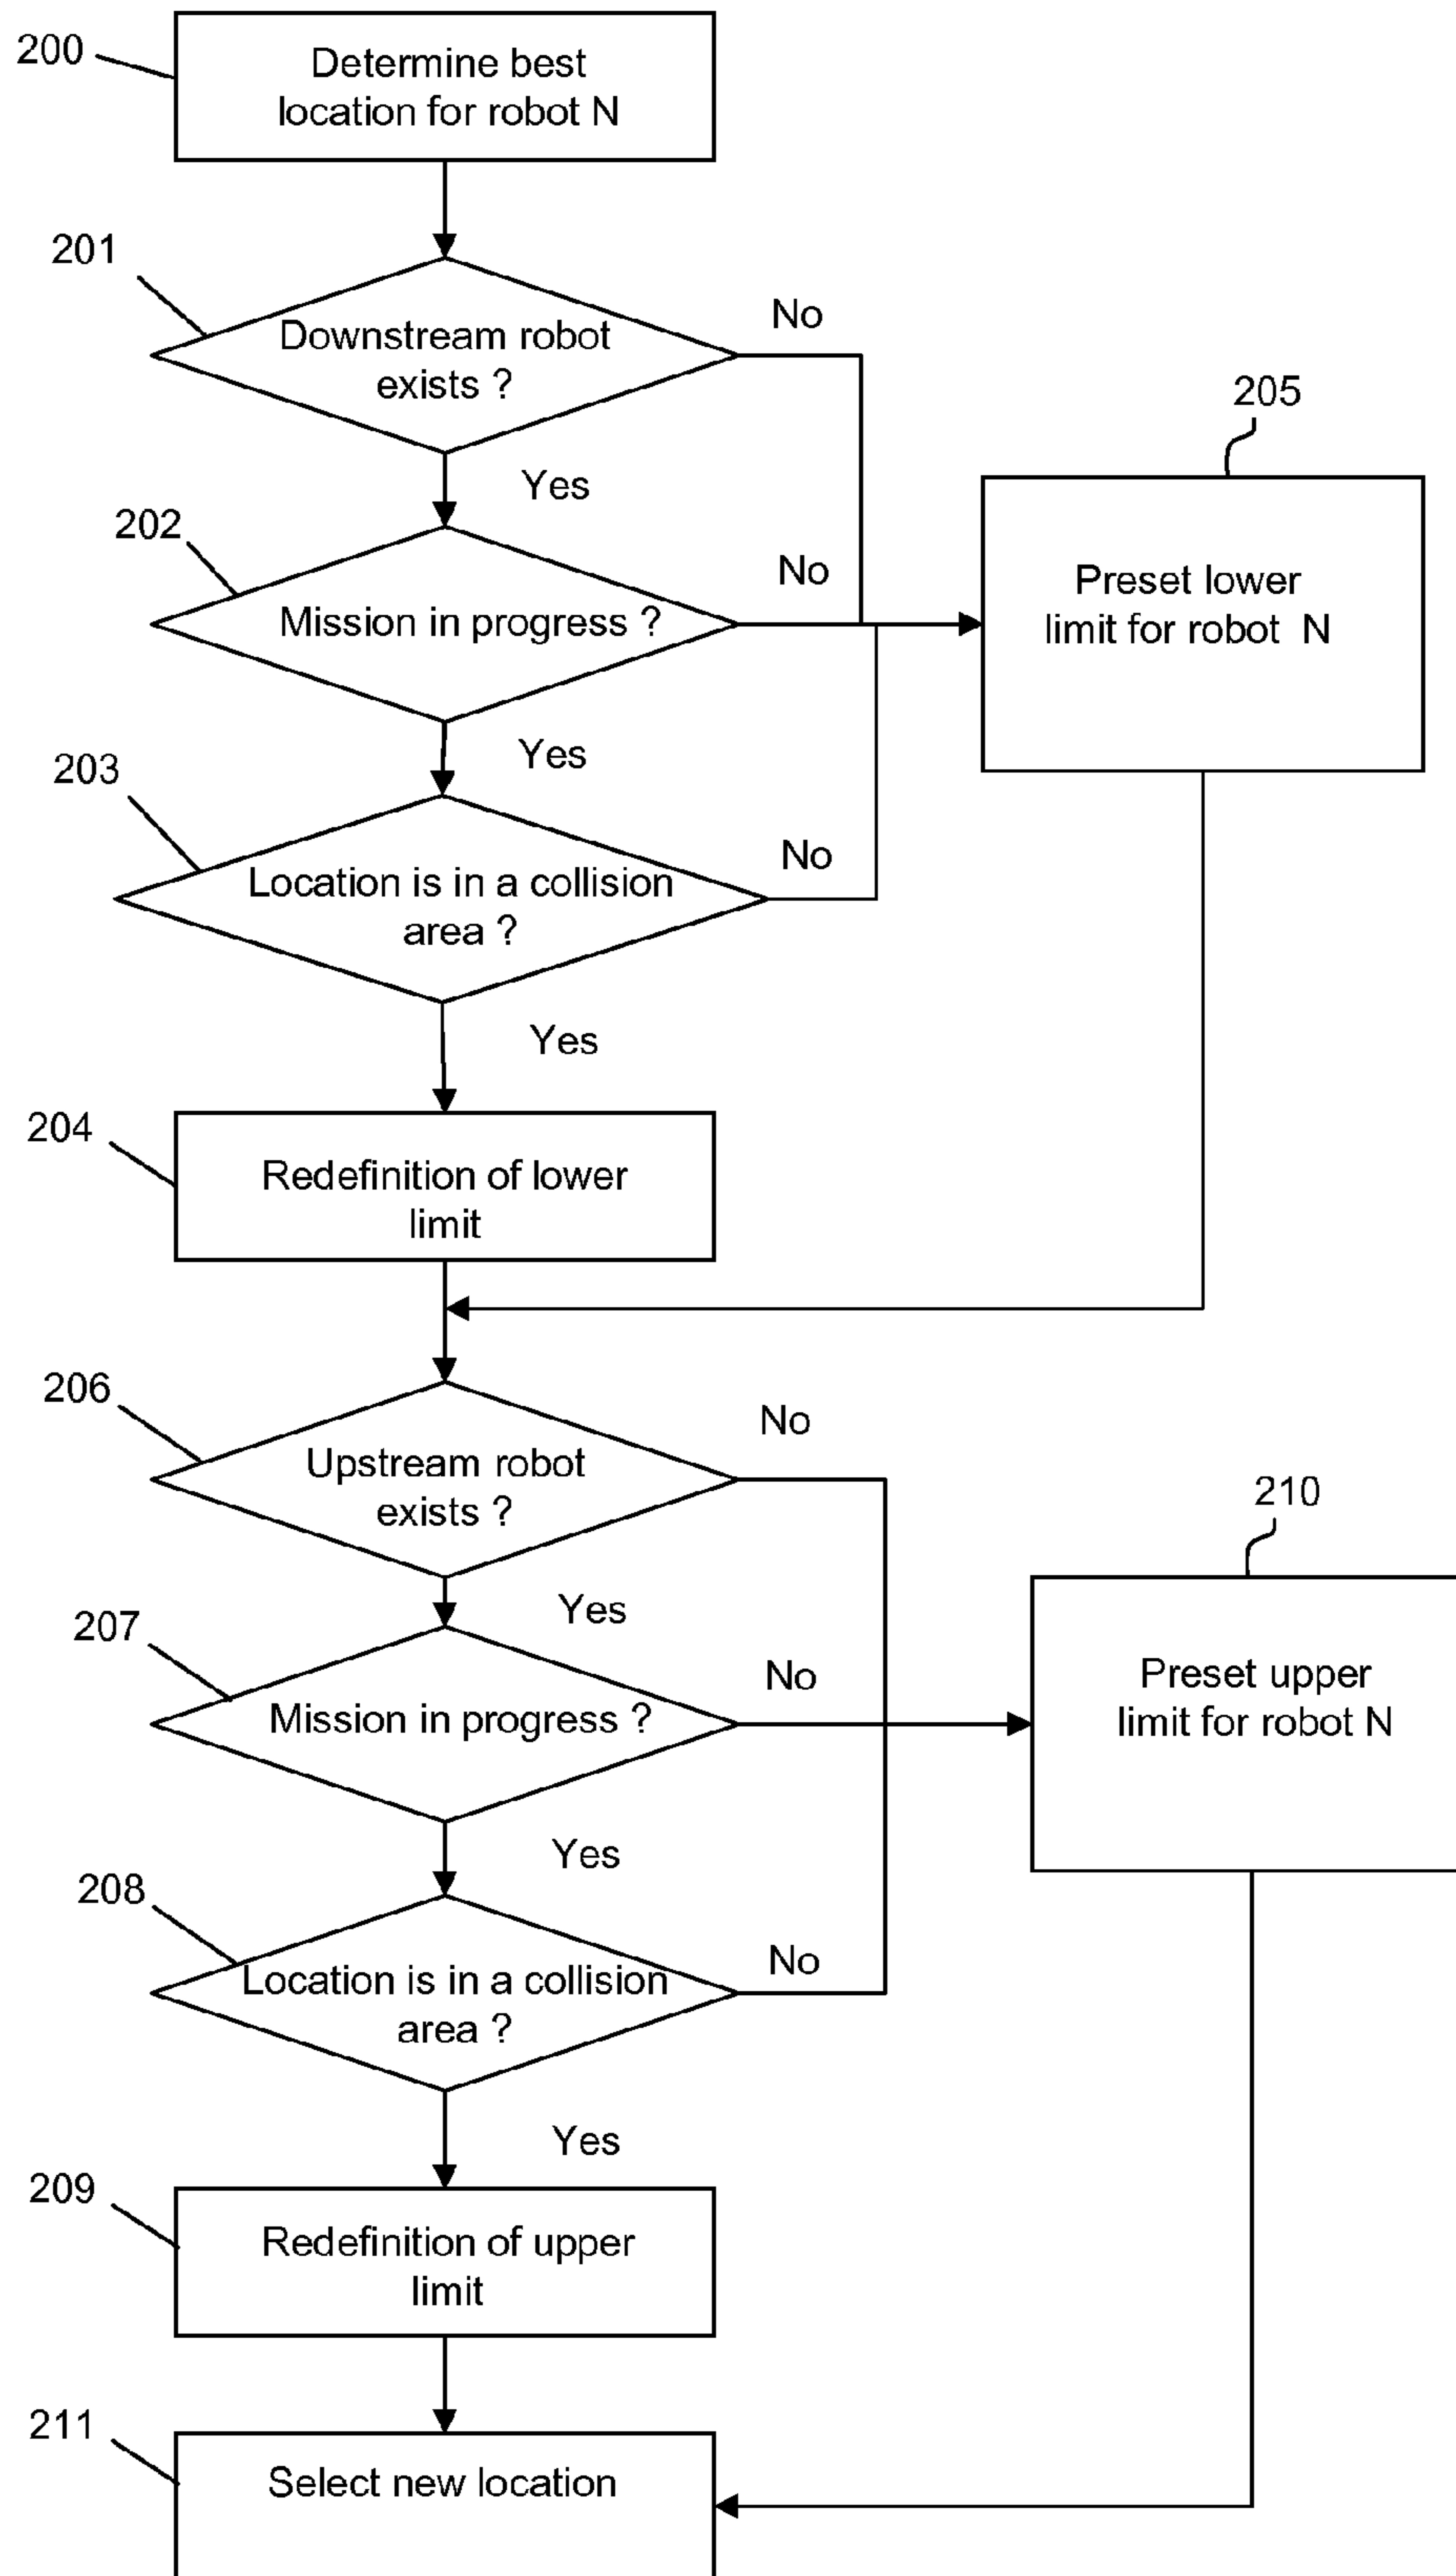 200
Determine best
location for robot N
201
Downstream robot
exists ?
No
Yes
205
Preset lower
limit for robot N
202
Mission in progress ?
No
Yes
203
Location is in a collision
area ?
No
Yes
204
Redefinition of lower
limit
206
Upstream robot
exists ?
No
Yes
210
Preset upper
limit for robot N
207
Mission in progress ?
No
Yes
208
Location is in a collision
area ?
No
Yes
209
Redefinition of upper
limit
211
Select new location